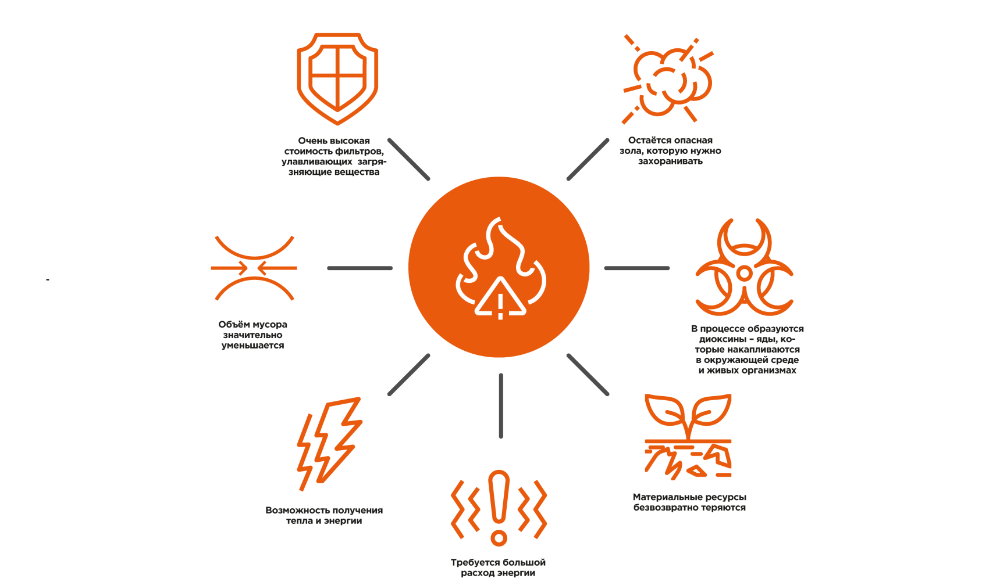 Очень высокая
стоимость фильтров,
улавливающих загря-
зняющие вещества
Остаётся опасная
зола, которую нужно
захоранивать
-
Объём мусора
значительно
уменьшается
В процессе образуются
диоксины – яды, ко-
торые накапливаются
в окружающей среде
и живых организмах
Возможность получения
тепла и энергии
Материальные ресурсы
безвозвратно теряются
Требуется большой
расход энергии